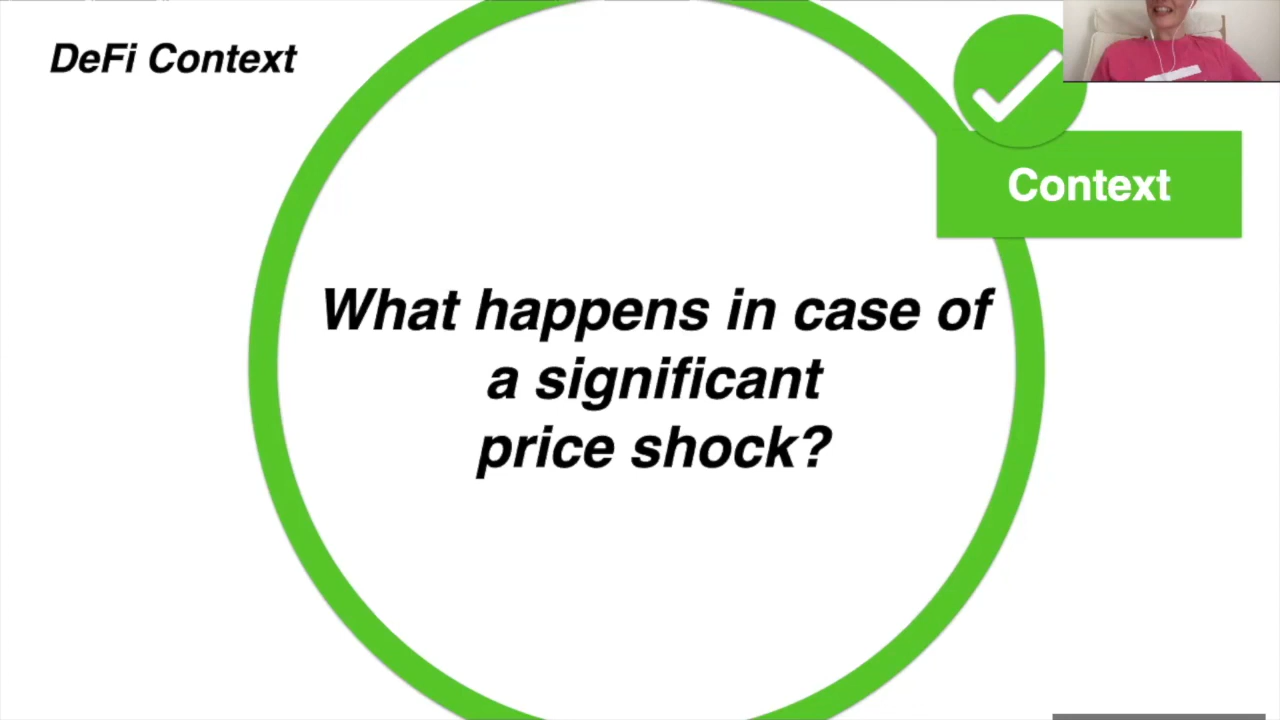 DeFi Context
Context
What happens in case of
a significant
price shock?